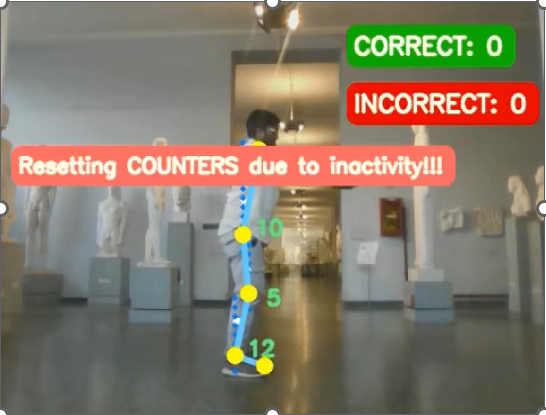 CORRECT: 0
INCORRECT: 0
Resetting COUNTERS due to inactivity!!!
10
5
12